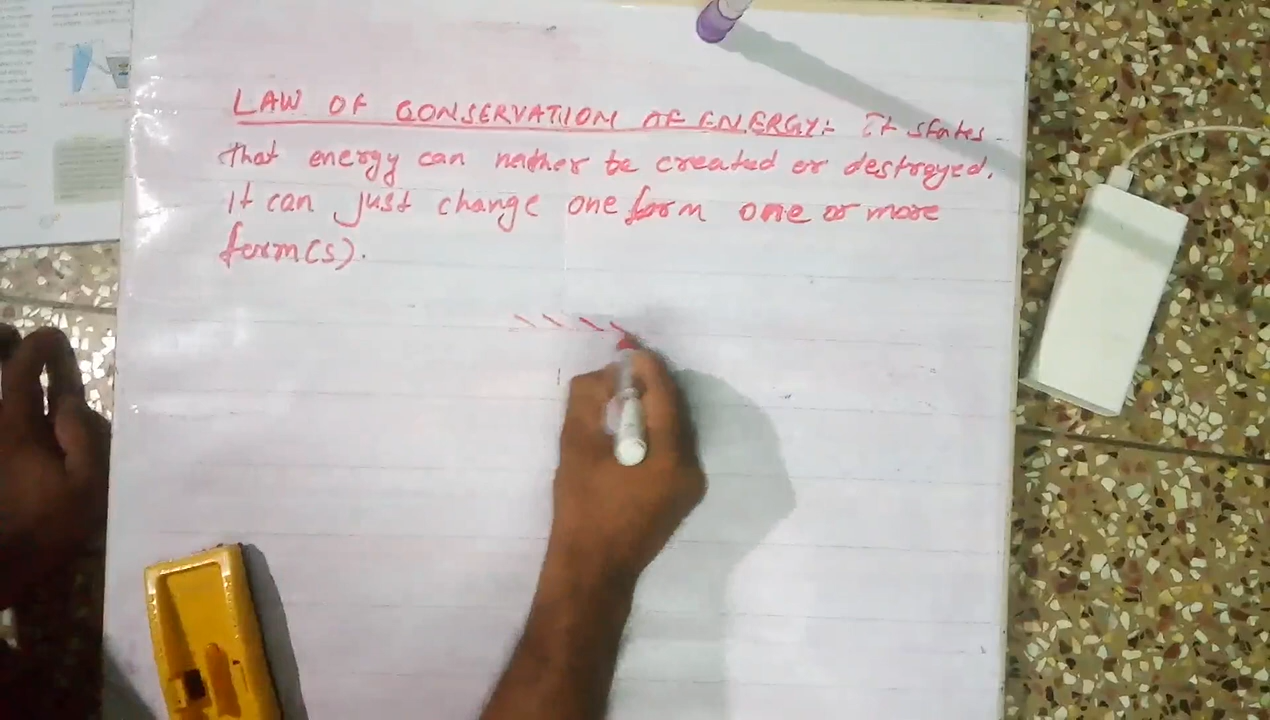 LAW OF CONSERVATION OF ENERGY:- It states
that energy can neither be created or destroyed.
It can just change one form one or more
form(s).